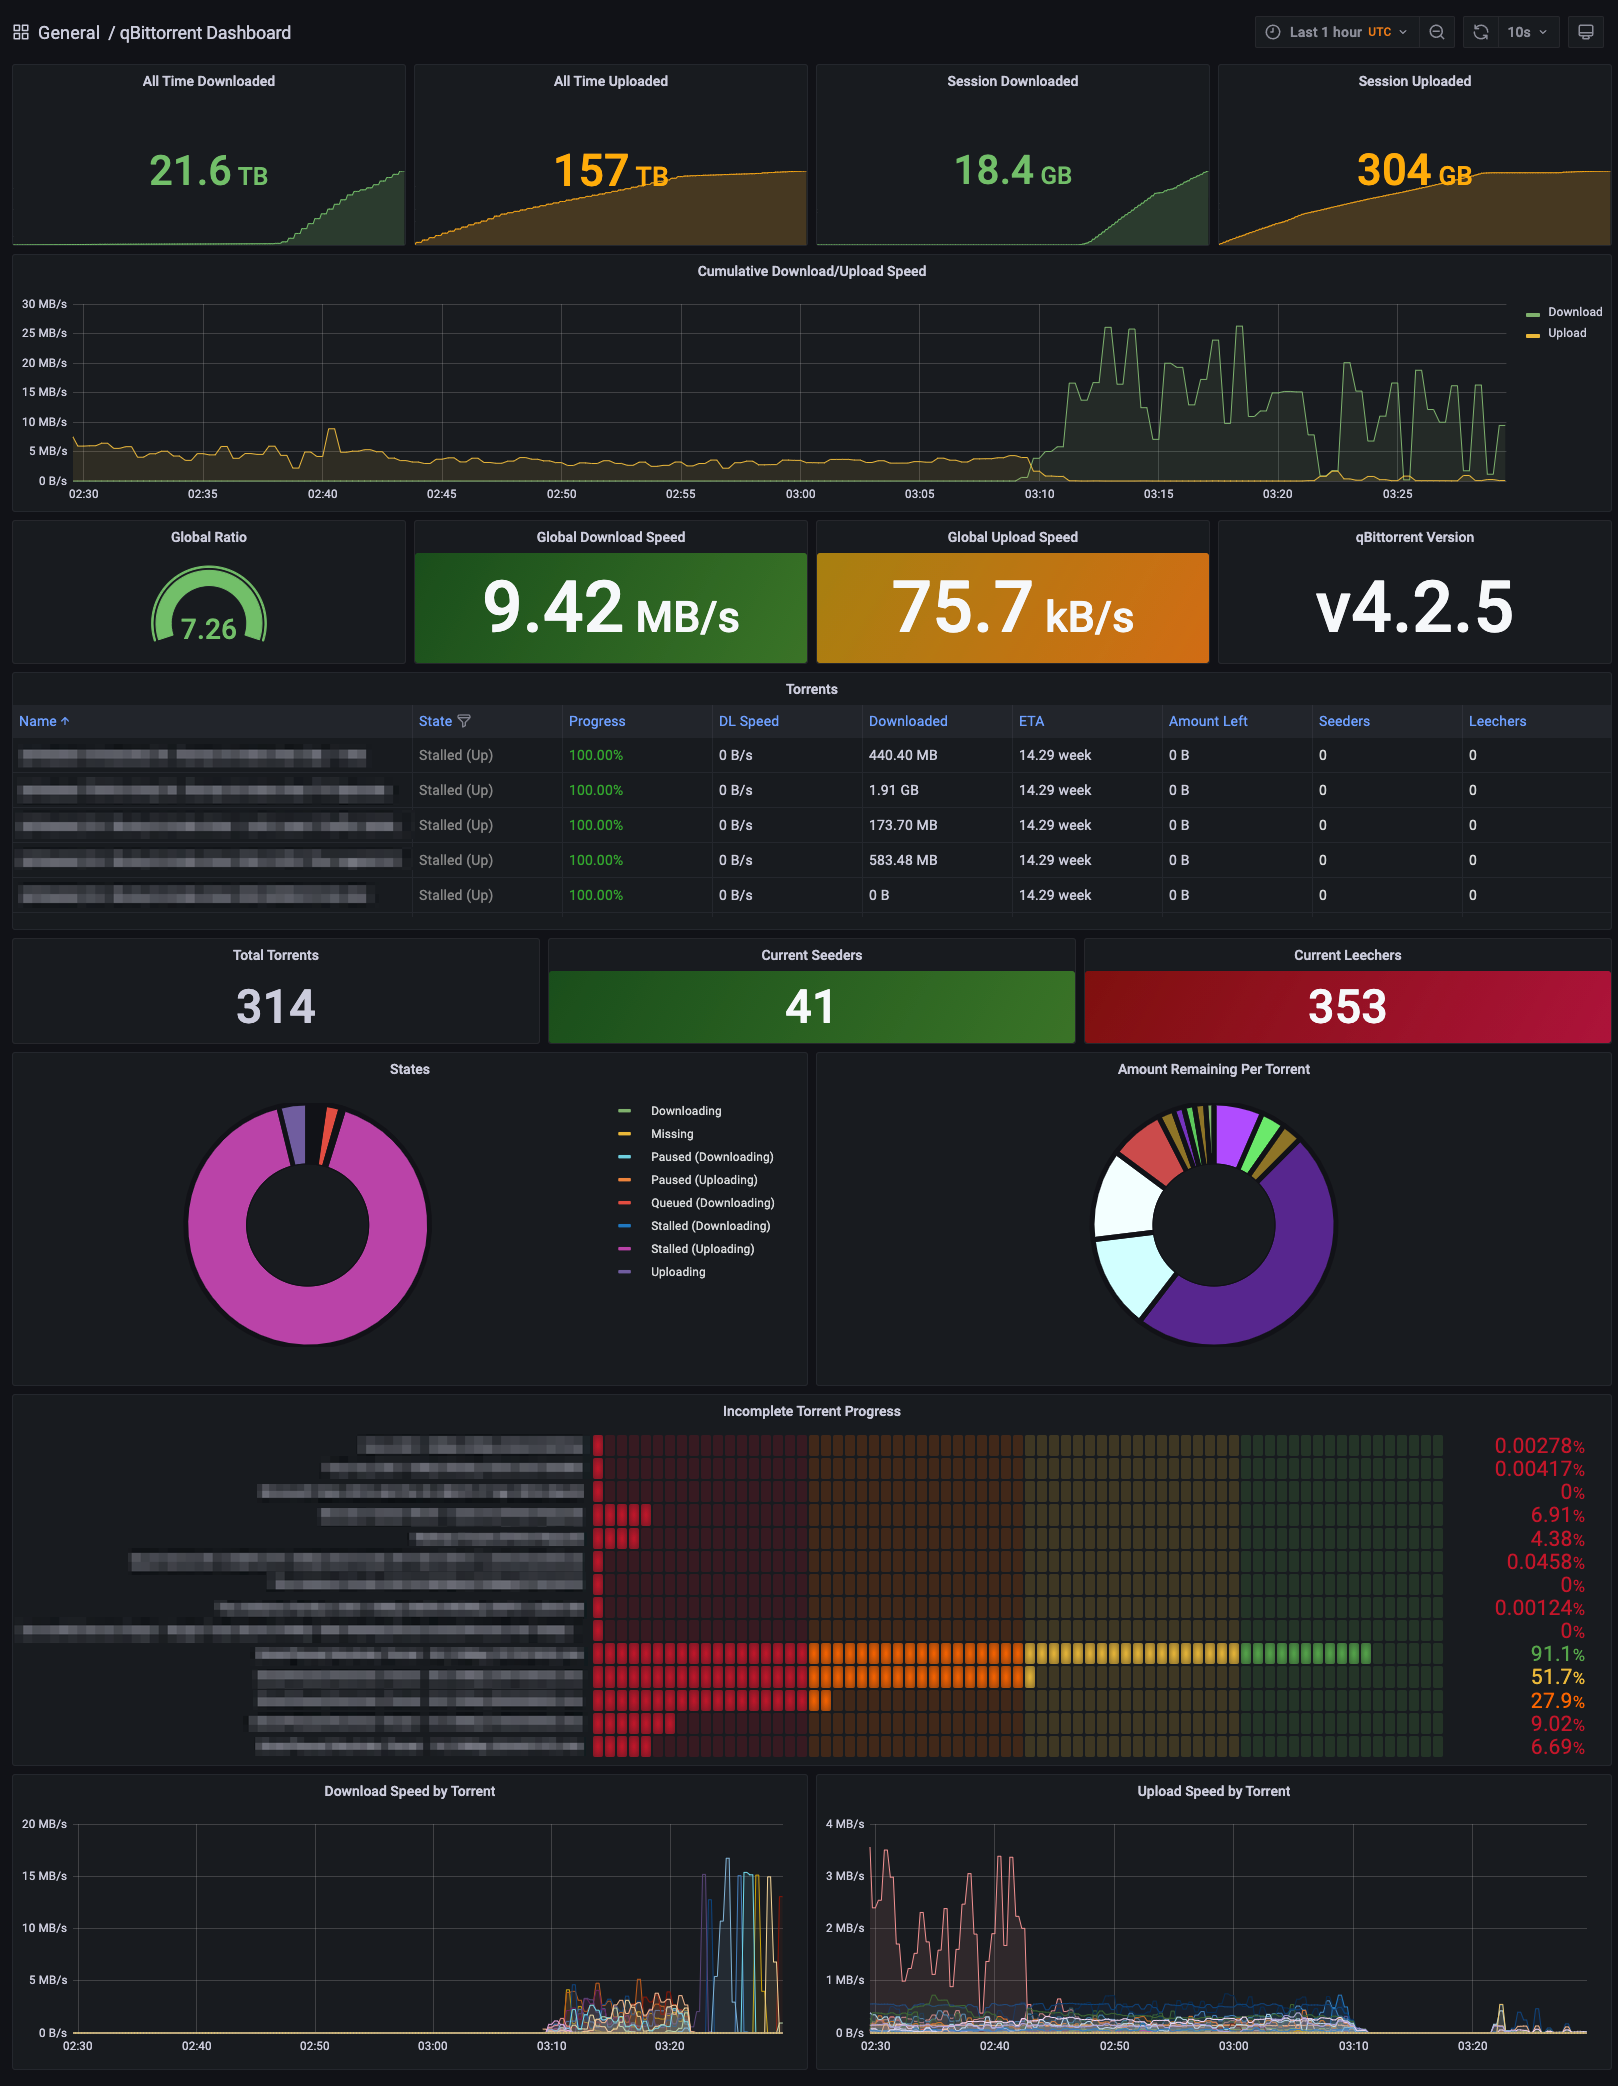 General / qBittorrent Dashboard
Last 1 hour UTC
10s
All Time Downloaded
All Time Uploaded
Session Downloaded
Session Uploaded
21.6 TB
157 TB
18.4 GB
304 GB
Cumulative Download/Upload Speed
30 MB/s
25 MB/s
20 MB/s
15 MB/s
10 MB/s
5 MB/s
0 B/s
02:30 02:35 02:40 02:45 02:50 02:55 03:00 03:05 03:10 03:15 03:20 03:25
Download
Upload
Global Ratio
7.26
Global Download Speed
9.42 MB/s
Global Upload Speed
75.7 kB/s
qBittorrent Version
v4.2.5
Torrents
Name State Progress DL Speed Downloaded ETA Amount Left Seeders Leechers
Stalled (Up) 100.00% 0 B/s 440.40 MB 14.29 week 0 B 0 0
Stalled (Up) 100.00% 0 B/s 1.91 GB 14.29 week 0 B 0 0
Stalled (Up) 100.00% 0 B/s 173.70 MB 14.29 week 0 B 0 0
Stalled (Up) 100.00% 0 B/s 583.48 MB 14.29 week 0 B 0 0
Stalled (Up) 100.00% 0 B/s 0 B 14.29 week 0 B 0 0
Total Torrents
314
Current Seeders
41
Current Leechers
353
States
Downloading
Missing
Paused (Downloading)
Paused (Uploading)
Queued (Downloading)
Stalled (Downloading)
Stalled (Uploading)
Uploading
Amount Remaining Per Torrent
Incomplete Torrent Progress
0.00278%
0.00417%
0%
6.91%
4.38%
0.0458%
0%
0.00124%
0%
91.1%
51.7%
27.9%
9.02%
6.69%
Download Speed by Torrent
20 MB/s
15 MB/s
10 MB/s
5 MB/s
0 B/s
02:30 02:40 02:50 03:00 03:10 03:20
Upload Speed by Torrent
4 MB/s
3 MB/s
2 MB/s
1 MB/s
0 B/s
02:30 02:40 02:50 03:00 03:10 03:20